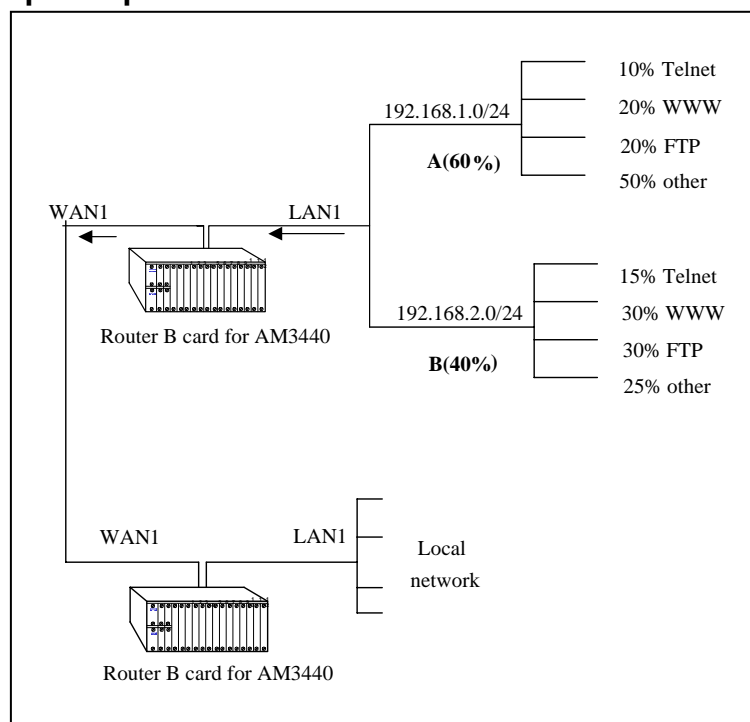 10% Telnet
192.168.1.0/24
20% WWW
A(60%)
20% FTP
50% other
WAN1
LAN1
Router B card for AM3440
192.168.2.0/24
15% Telnet
30% WWW
B(40%)
30% FTP
25% other
WAN1
LAN1
Local
network
Router B card for AM3440